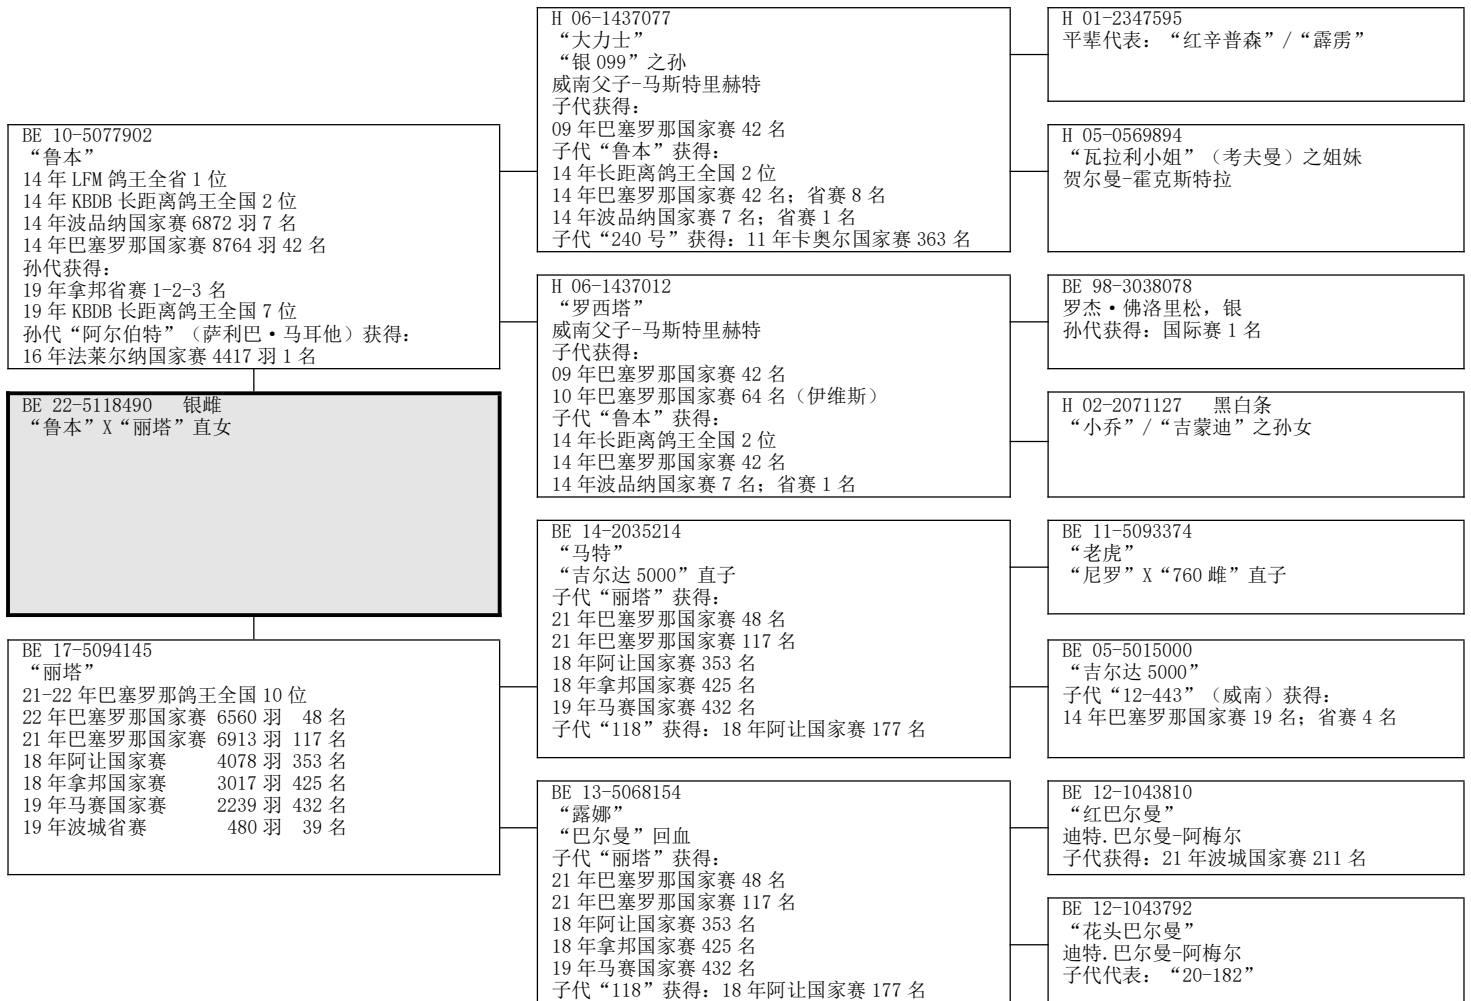 BE 10-5077902
“鲁本”
14 年 LFM 鸽王全省 1 位
14 年 KBDB 长距离鸽王全国 2 位
14 年波品纳国家赛 6872 羽 7 名
14 年巴塞罗那国家赛 8764 羽 42 名
孙代获得：
19 年拿邦省赛 1-2-3 名
19 年 KBDB 长距离鸽王全国 7 位
孙代“阿尔伯特”（萨利巴·马耳他）获得：
16 年法莱尔纳国家赛 4417 羽 1 名
BE 22-5118490 银雌
“鲁本”X“丽塔”直女
BE 17-5094145
“丽塔”
21-22 年巴塞罗那鸽王全国 10 位
22 年巴塞罗那国家赛 6560 羽 48 名
21 年巴塞罗那国家赛 6913 羽 117 名
18 年阿让国家赛 4078 羽 353 名
18 年拿邦国家赛 3017 羽 425 名
19 年马赛国家赛 2239 羽 432 名
19 年波城省赛 480 羽 39 名
H 06-1437077
“大力士”
“银 099”之孙
威南父子-马斯特里赫特
子代获得：
09 年巴塞罗那国家赛 42 名
子代“鲁本”获得：
14 年长距离鸽王全国 2 位
14 年巴塞罗那国家赛 42 名；省赛 8 名
14 年波品纳国家赛 7 名；省赛 1 名
子代“240 号”获得：11 年卡奥尔国家赛 363 名
H 06-1437012
“罗西塔”
威南父子-马斯特里赫特
子代获得：
09 年巴塞罗那国家赛 42 名
10 年巴塞罗那国家赛 64 名（伊维斯）
子代“鲁本”获得：
14 年长距离鸽王全国 2 位
14 年巴塞罗那国家赛 42 名
14 年波品纳国家赛 7 名；省赛 1 名
BE 14-2035214
“马特”
“吉尔达 5000”直子
子代“丽塔”获得：
21 年巴塞罗那国家赛 48 名
21 年巴塞罗那国家赛 117 名
18 年阿让国家赛 353 名
18 年拿邦国家赛 425 名
19 年马赛国家赛 432 名
子代“118”获得：18 年阿让国家赛 177 名
BE 13-5068154
“露娜”
“巴尔曼”回血
子代“丽塔”获得：
21 年巴塞罗那国家赛 48 名
21 年巴塞罗那国家赛 117 名
18 年阿让国家赛 353 名
18 年拿邦国家赛 425 名
19 年马赛国家赛 432 名
子代“118”获得：18 年阿让国家赛 177 名
H 01-2347595
平辈代表：“红辛普森”/“霹雳”
H 05-0569894
“瓦拉利小姐”（考夫曼）之姐妹
贺尔曼-霍克斯特拉
BE 98-3038078
罗杰·佛洛里松，银
孙代获得：国际赛 1 名
H 02-2071127 黑白条
“小乔”/“吉蒙迪”之孙女
BE 11-5093374
“老虎”
“尼罗”X“760 雌”直子
BE 05-5015000
“吉尔达 5000”
子代“12-443”（威南）获得：
14 年巴塞罗那国家赛 19 名；省赛 4 名
BE 12-1043810
“红巴尔曼”
迪特.巴尔曼-阿梅尔
子代获得：21 年波城国家赛 211 名
BE 12-1043792
“花头巴尔曼”
迪特.巴尔曼-阿梅尔
子代代表：“20-182”